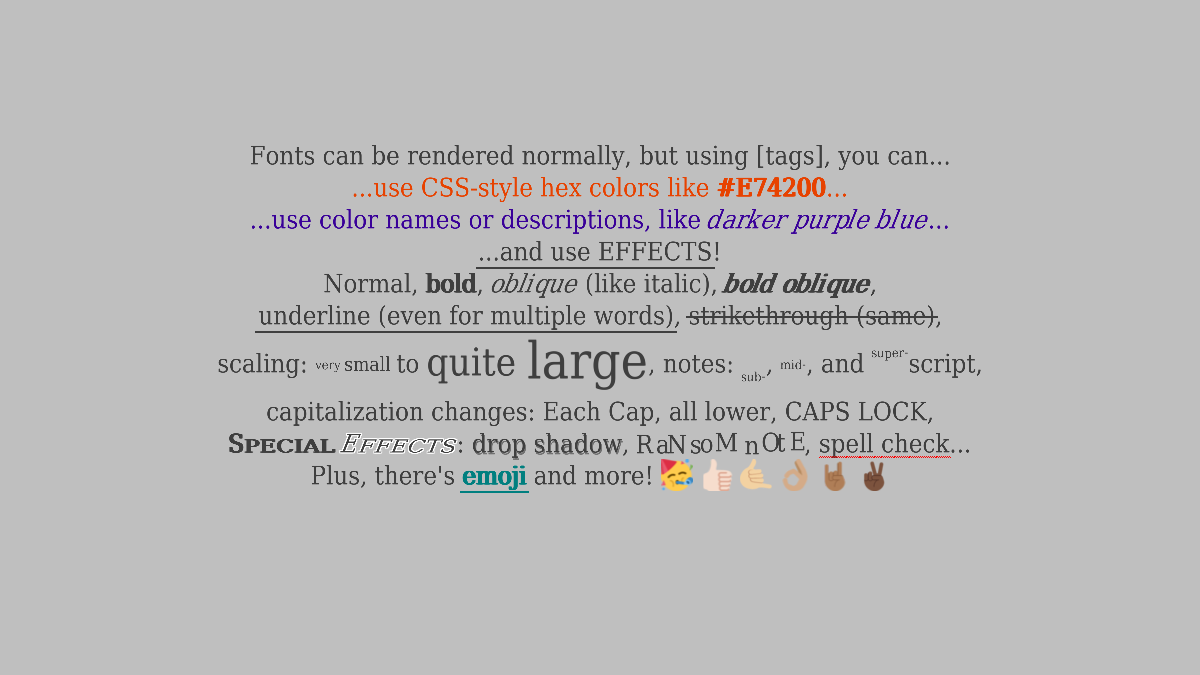 Fonts can be rendered normally, but using [tags], you can...
...use CSS-style hex colors like #E74200...
...use color names or descriptions, like darker purple blue...
...and use EFFECTS!
Normal, bold, oblique (like italic), bold oblique,
underline (even for multiple words), strikethrough (same),
scaling: very small to quite large, notes: sub-, mid-, and super-script,
capitalization changes: Each Cap, all lower, CAPS LOCK,
Special Effects: drop shadow, RaNsoM nOtE, spell check...
Plus, there's emoji and more! 🥳👍🏻🤙🏼👌🏽🤘🏾✌🏿